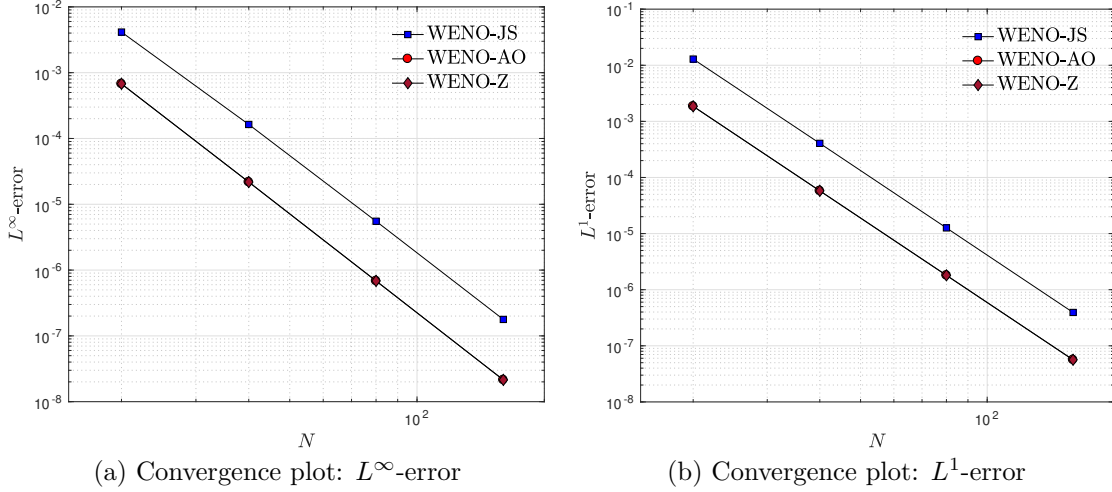 10^-2
10^-3
10^-4
10^-5
10^-6
10^-7
10^-8
L^∞-error
10^2
N
WENO-JS
WENO-AO
WENO-Z
(a) Convergence plot: L^∞-error
10^-1
10^-2
10^-3
10^-4
10^-5
10^-6
10^-7
10^-8
L^1-error
10^2
N
WENO-JS
WENO-AO
WENO-Z
(b) Convergence plot: L^1-error